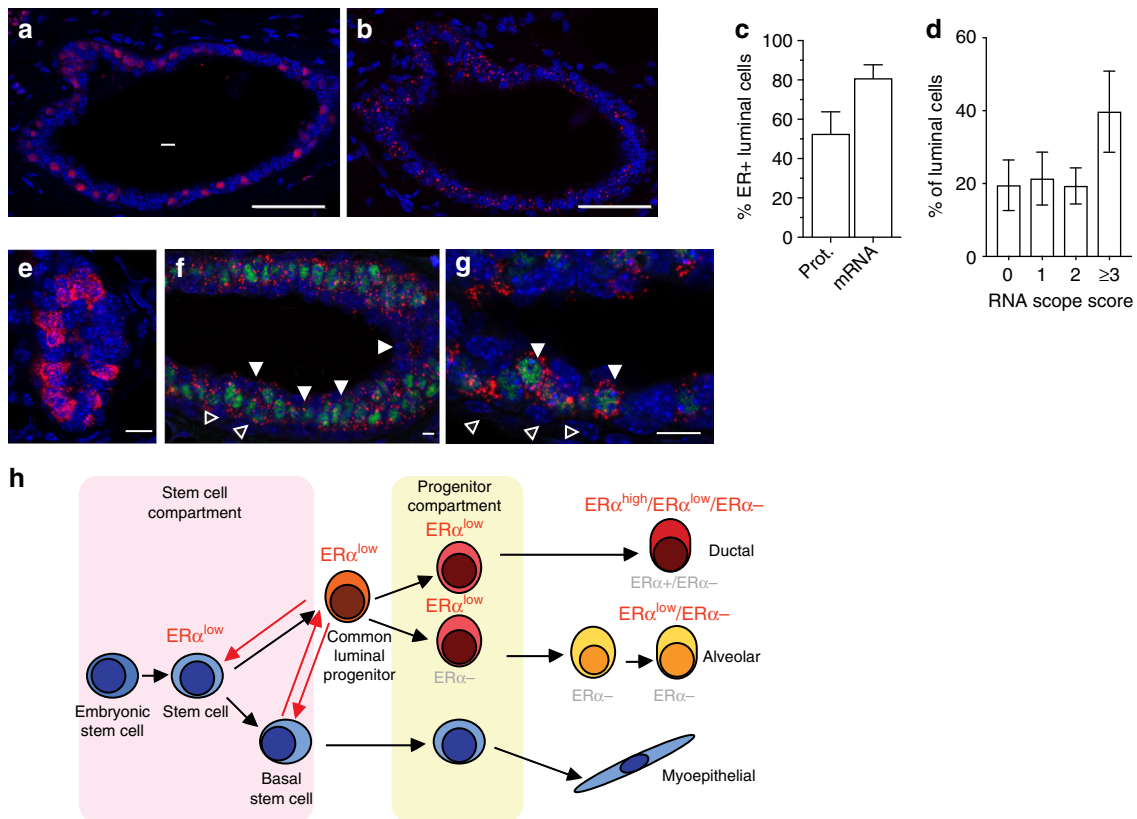 a
b
c
100
80
60
40
20
0
% ER+ luminal cells
Prot.
mRNA
d
60
40
20
0
% of luminal cells
0 1 2 ≥3
RNA scope score
e
f
g
h
Stem cell
compartment
Progenitor
compartment
ERα^high/ERα^low/ERα−
ERα^low
ERα^low
Ductal
ERα+/ERα−
ERα^low
ERα^low/ERα−
ERα^low
Common
luminal
progenitor
Alveolar
ERα−
ERα−
ERα−
Embryonic
stem cell
Stem cell
Basal
stem cell
Myoepithelial